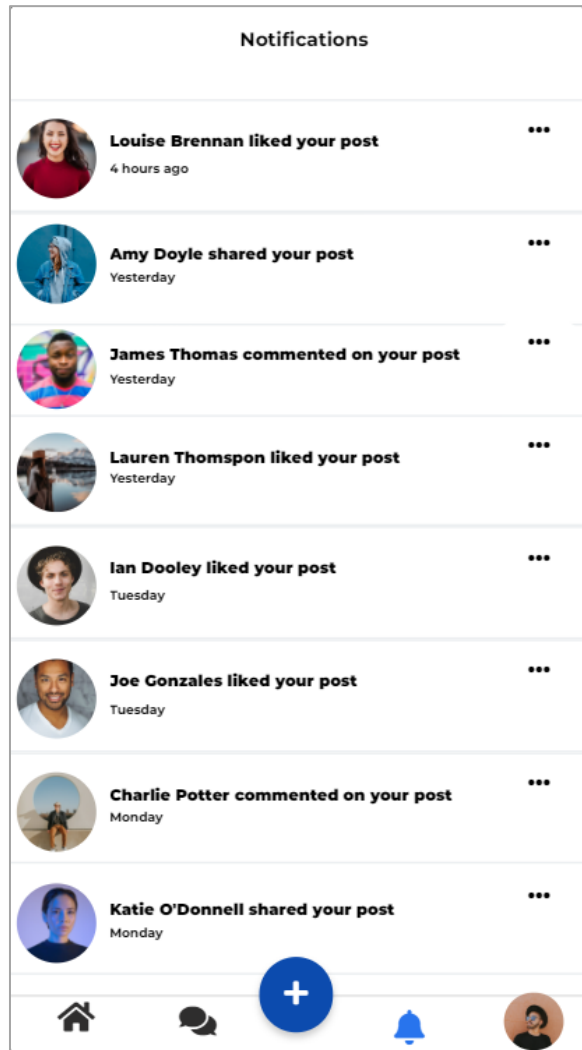 Notifications
Louise Brennan liked your post
4 hours ago
Amy Doyle shared your post
Yesterday
James Thomas commented on your post
Yesterday
Lauren Thomspon liked your post
Yesterday
Ian Dooley liked your post
Tuesday
Joe Gonzales liked your post
Tuesday
Charlie Potter commented on your post
Monday
Katie O'Donnell shared your post
Monday